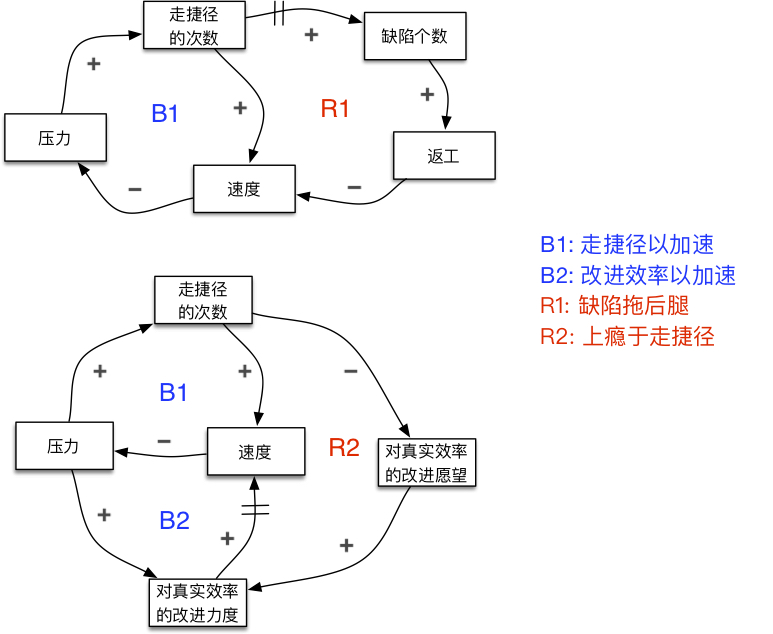 走捷径
的次数
+
缺陷个数
+
+
+
B1
R1
压力
返工
速度
−
−
B1: 走捷径以加速
B2: 改进效率以加速
R1: 缺陷拖后腿
R2: 上瘾于走捷径
走捷径
的次数
+
+
−
B1
压力
−
速度
R2
对真实效率
的改进愿望
+
B2
+
+
对真实效率
的改进力度